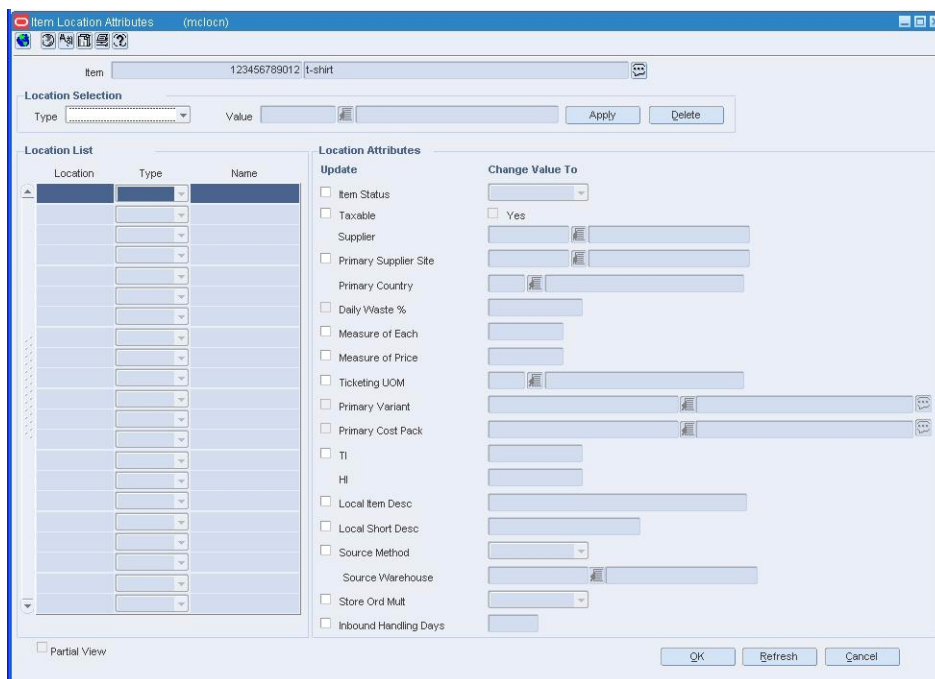 Item Location Attributes (mclocn)
Item 123456789012 t-shirt
Location Selection
Type Value Apply Delete
Location List
Location Type Name
Location Attributes
Update Change Value To
Item Status
Taxable Yes
Supplier
Primary Supplier Site
Primary Country
Daily Waste %
Measure of Each
Measure of Price
Ticketing UOM
Primary Variant
Primary Cost Pack
TI
HI
Local Item Desc
Local Short Desc
Source Method
Source Warehouse
Store Ord Mult
Inbound Handling Days
Partial View
OK Refresh Cancel